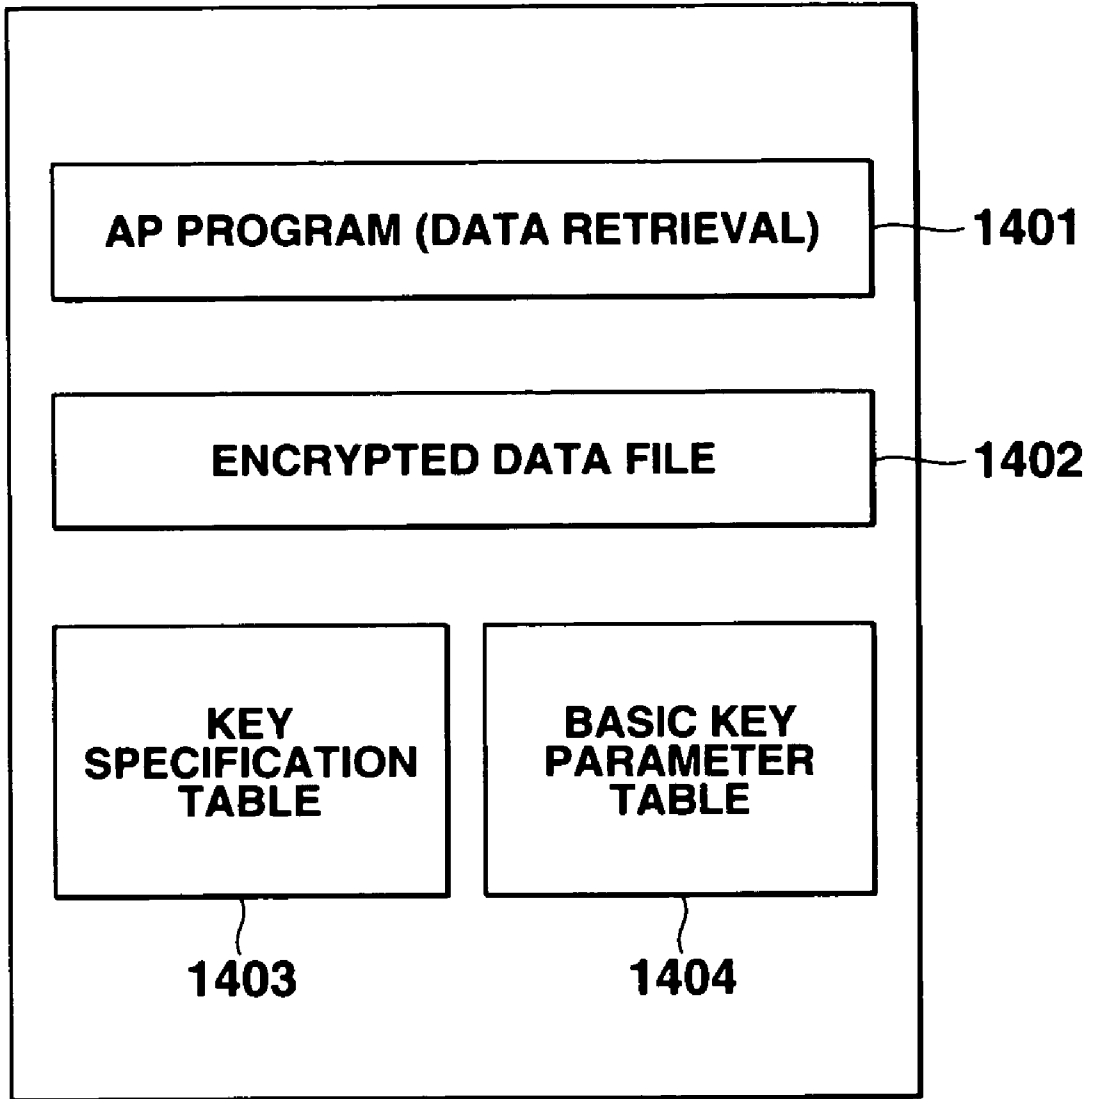 AP PROGRAM (DATA RETRIEVAL)
1401
ENCRYPTED DATA FILE
1402
KEY
SPECIFICATION
TABLE
1403
BASIC KEY
PARAMETER
TABLE
1404